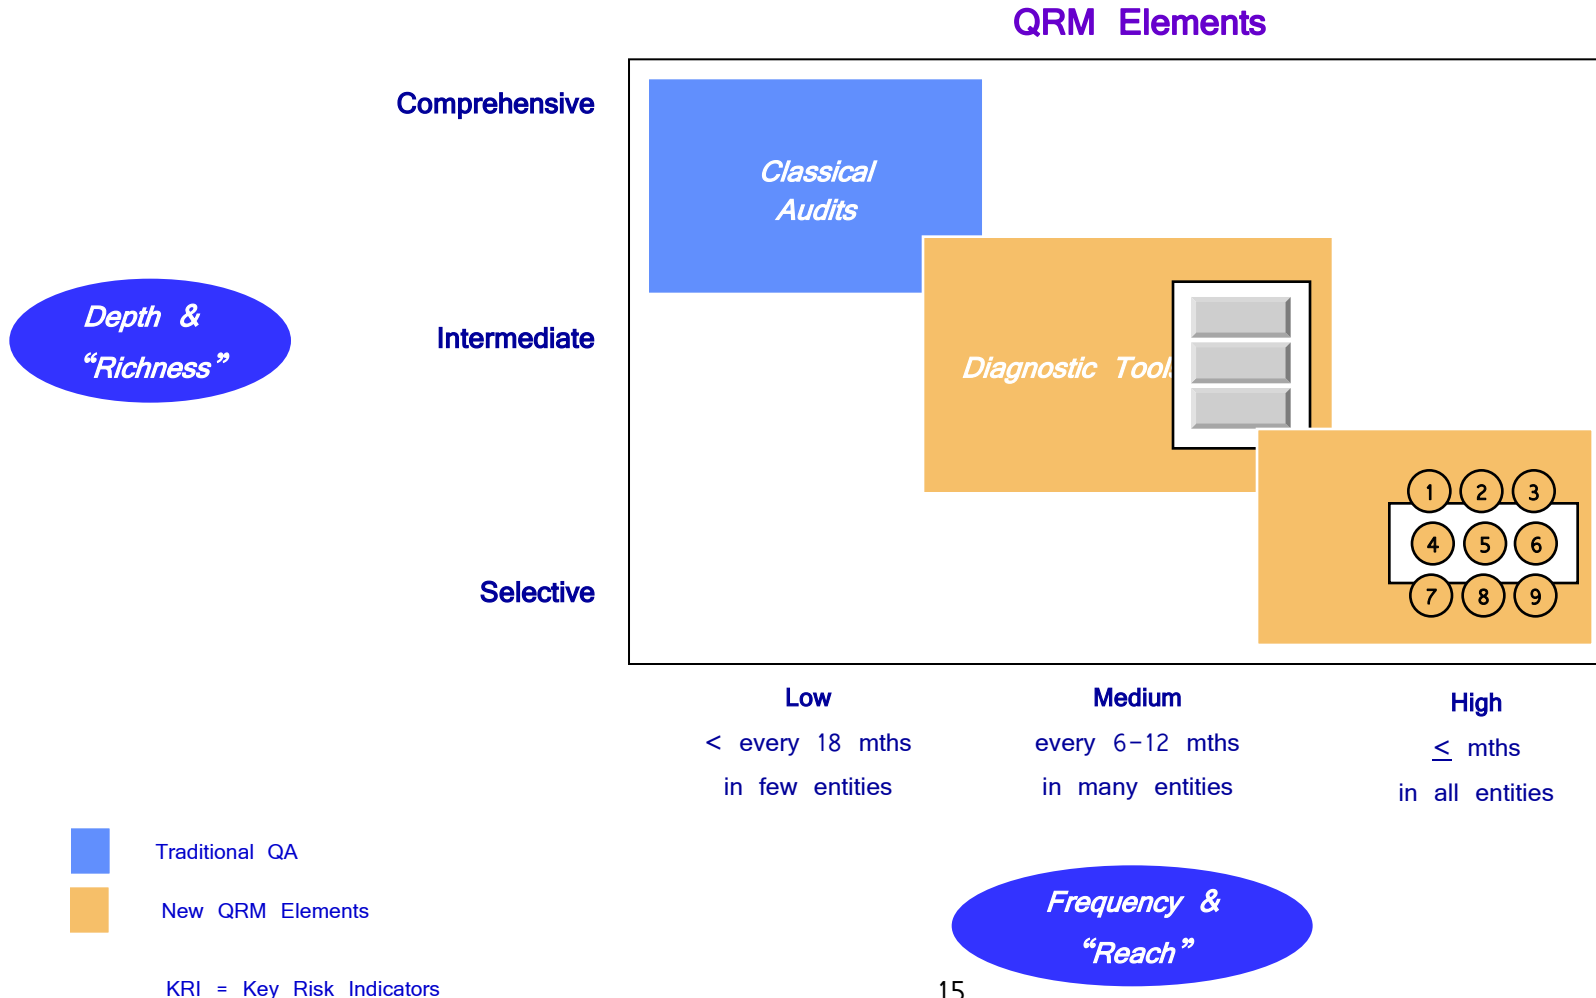 QRM Elements
Comprehensive
Classical
Audits
Depth &
“Richness”
Intermediate
Diagnostic Tools
1 2 3
4 5 6
7 8 9
Selective
Low
< every 18 mths
in few entities
Medium
every 6-12 mths
in many entities
High
≤ mths
in all entities
Traditional QA
New QRM Elements
Frequency &
“Reach”
KRI = Key Risk Indicators
15